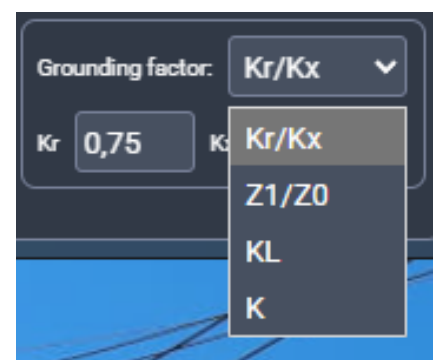 Grounding factor: Kr/Kx
Kr 0,75
Kr/Kx
Z1/Z0
KL
K